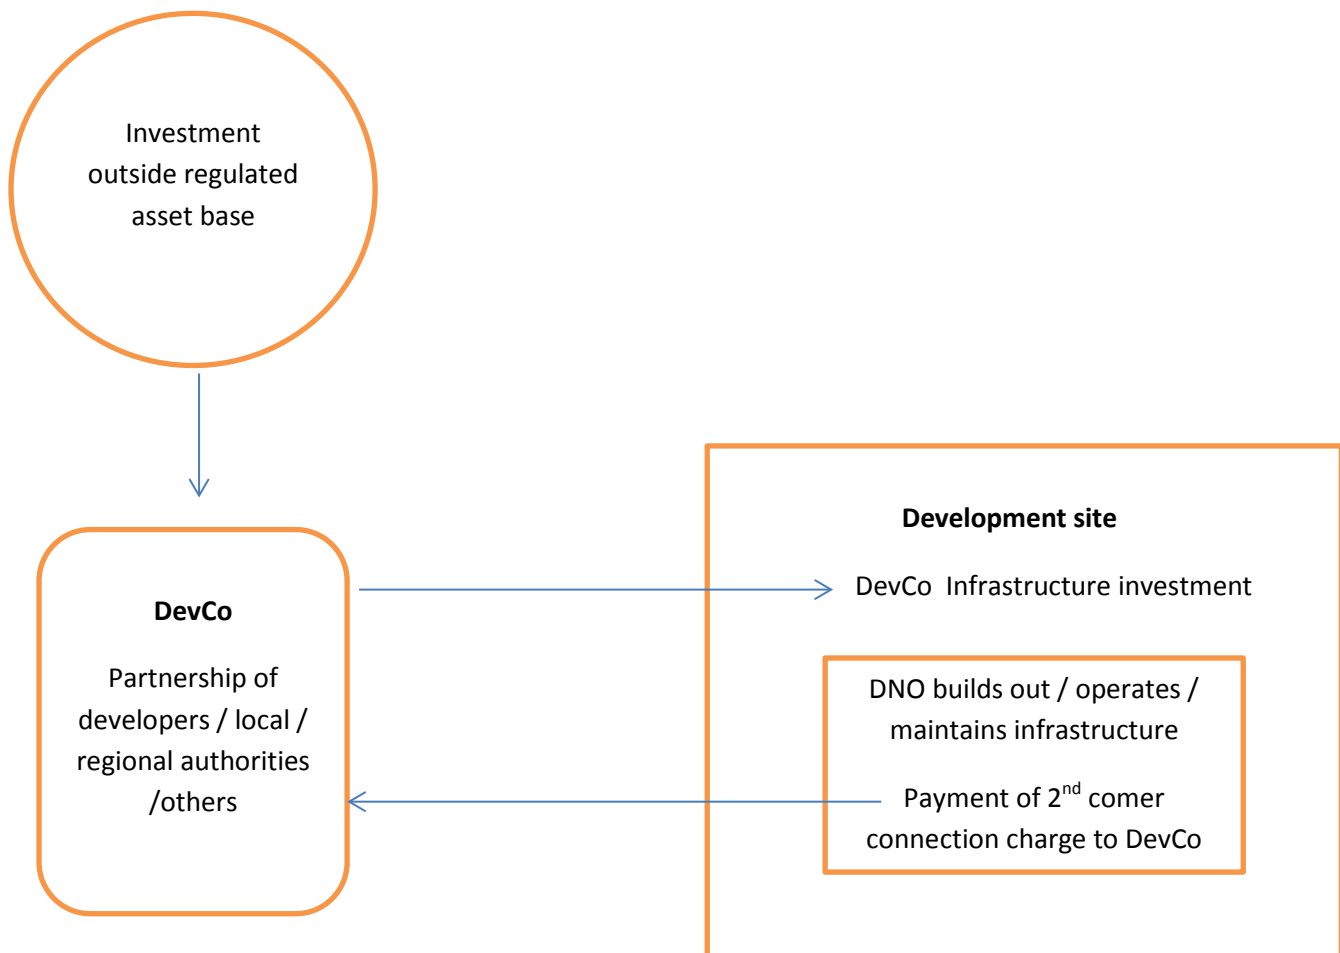 Investment
outside regulated
asset base
DevCo
Partnership of
developers / local /
regional authorities
/others
Development site
DevCo  Infrastructure investment
DNO builds out / operates /
maintains infrastructure
Payment of 2nd comer
connection charge to DevCo